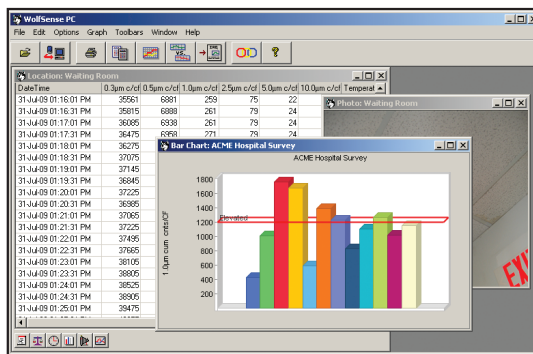 WolfSense PC
File Edit Options Graph Toolbars Window Help
Location: Waiting Room
DateTime 0.3µm c/cf 0.5µm c/cf 1.0µm c/cf 2.5µm c/cf 5.0µm c/cf 10.0µm c/cf Temperat
31-Jul-09 01:16:01 PM 35561 6881 259 75 22
31-Jul-09 01:16:31 PM 35815 6888 261 79 24
31-Jul-09 01:17:01 PM 36085 6938 261 79 24
31-Jul-09 01:17:31 PM 36475 6958 271 79 24
31-Jul-09 01:18:01 PM 36275
31-Jul-09 01:18:31 PM 37075
31-Jul-09 01:19:01 PM 37145
31-Jul-09 01:19:31 PM 36845
31-Jul-09 01:20:01 PM 37225
31-Jul-09 01:20:31 PM 36985
31-Jul-09 01:21:01 PM 37065
31-Jul-09 01:21:31 PM 37225
31-Jul-09 01:22:01 PM 37495
31-Jul-09 01:22:31 PM 37665
31-Jul-09 01:23:01 PM 38105
31-Jul-09 01:23:31 PM 38805
31-Jul-09 01:24:01 PM 38525
31-Jul-09 01:24:31 PM 38905
31-Jul-09 01:25:01 PM 39475
Photo: Waiting Room
EXI
Bar Chart: ACME Hospital Survey
ACME Hospital Survey
1.0µm cum. cnts/CF
1800
1600
1400
1200
1000
800
600
400
200
Elevated